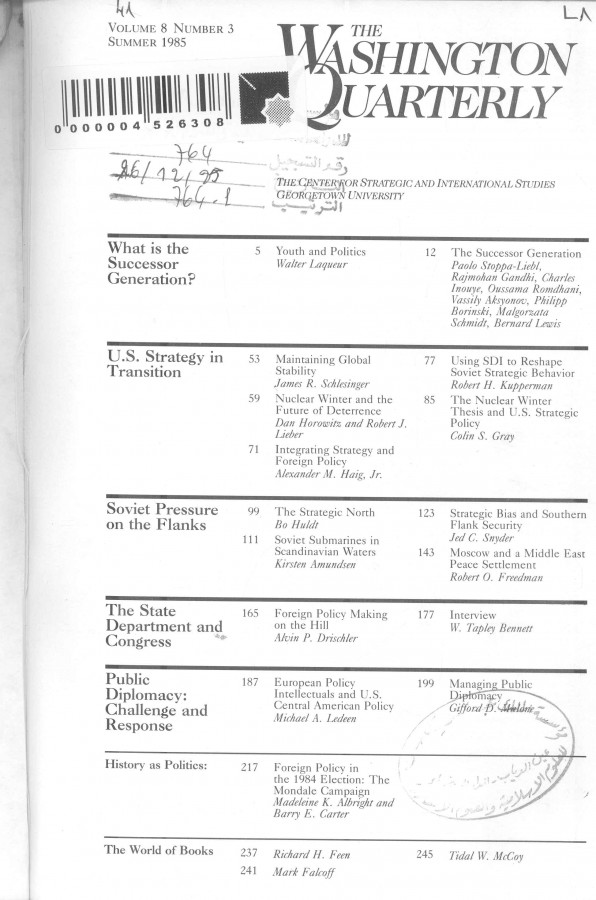 VOLUME 8 NUMBER 3
SUMMER 1985
THE
WASHINGTON
QUARTERLY
0 000004 526308
764
26/12/95
764-1
رقم التسجيل
THE CENTER FOR STRATEGIC AND INTERNATIONAL STUDIES
GEORGETOWN UNIVERSITY
What is the
Successor
Generation?
5 Youth and Politics
Walter Laqueur
12 The Successor Generation
Paolo Stoppa-Liebl,
Rajmohan Gandhi, Charles
Inouye, Oussama Romdhani,
Vassily Aksyonov, Philipp
Borinski, Malgorzata
Schmidt, Bernard Lewis
U.S. Strategy in
Transition
53 Maintaining Global
Stability
James R. Schlesinger
59 Nuclear Winter and the
Future of Deterrence
Dan Horowitz and Robert J.
Lieber
71 Integrating Strategy and
Foreign Policy
Alexander M. Haig, Jr.
77 Using SDI to Reshape
Soviet Strategic Behavior
Robert H. Kupperman
85 The Nuclear Winter
Thesis and U.S. Strategic
Policy
Colin S. Gray
Soviet Pressure
on the Flanks
99 The Strategic North
Bo Huldt
111 Soviet Submarines in
Scandinavian Waters
Kirsten Amundsen
123 Strategic Bias and Southern
Flank Security
Jed C. Snyder
143 Moscow and a Middle East
Peace Settlement
Robert O. Freedman
The State
Department and
Congress
165 Foreign Policy Making
on the Hill
Alvin P. Drischler
177 Interview
W. Tapley Bennett
Public
Diplomacy:
Challenge and
Response
187 European Policy
Intellectuals and U.S.
Central American Policy
Michael A. Ledeen
199 Managing Public
Diplomacy
Gifford D. Malone
History as Politics:
217 Foreign Policy in
the 1984 Election: The
Mondale Campaign
Madeleine K. Albright and
Barry E. Carter
The World of Books
237 Richard H. Feen
241 Mark Falcoff
245 Tidal W. McCoy